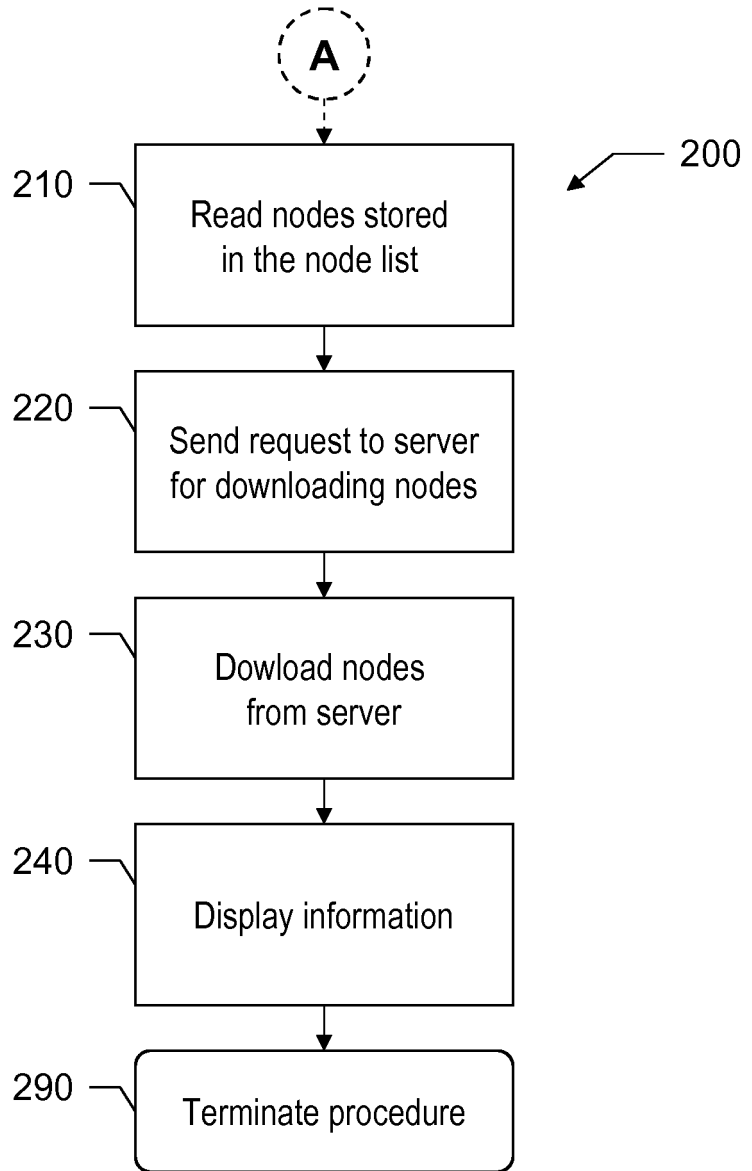 A
200
210
Read nodes stored
in the node list
220
Send request to server
for downloading nodes
230
Dowload nodes
from server
240
Display information
290
Terminate procedure